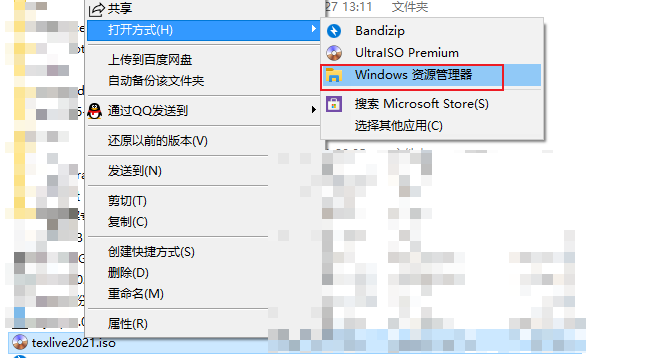 共享
27 13:11 文件夹
打开方式(H)
Bandizip
UltraISO Premium
Windows 资源管理器
搜索 Microsoft Store(S)
选择其他应用(C)
上传到百度网盘
自动备份该文件夹
通过QQ发送到
还原以前的版本(V)
发送到(N)
剪切(T)
复制(C)
创建快捷方式(S)
删除(D)
重命名(M)
属性(R)
texlive2021.iso